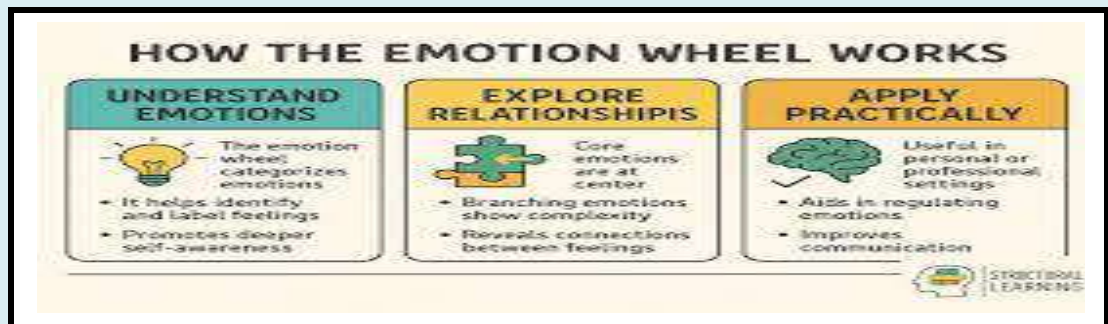 HOW THE EMOTION WHEEL WORKS
UNDERSTAND
EMOTIONS
The emotion
wheel
categorizes
emotions
• It helps identify
and label feelings
• Promotes deeper
self-awareness
EXPLORE
RELATIONSHIPIS
Core
emotions
are at
center
• Branching emotions
show complexity
• Reveals connections
between feelings
APPLY
PRACTICALLY
Useful in
personal or
professional
settings
• Aids in regulating
emotions
• Improves
communication
STRUCTURAL
LEARNING